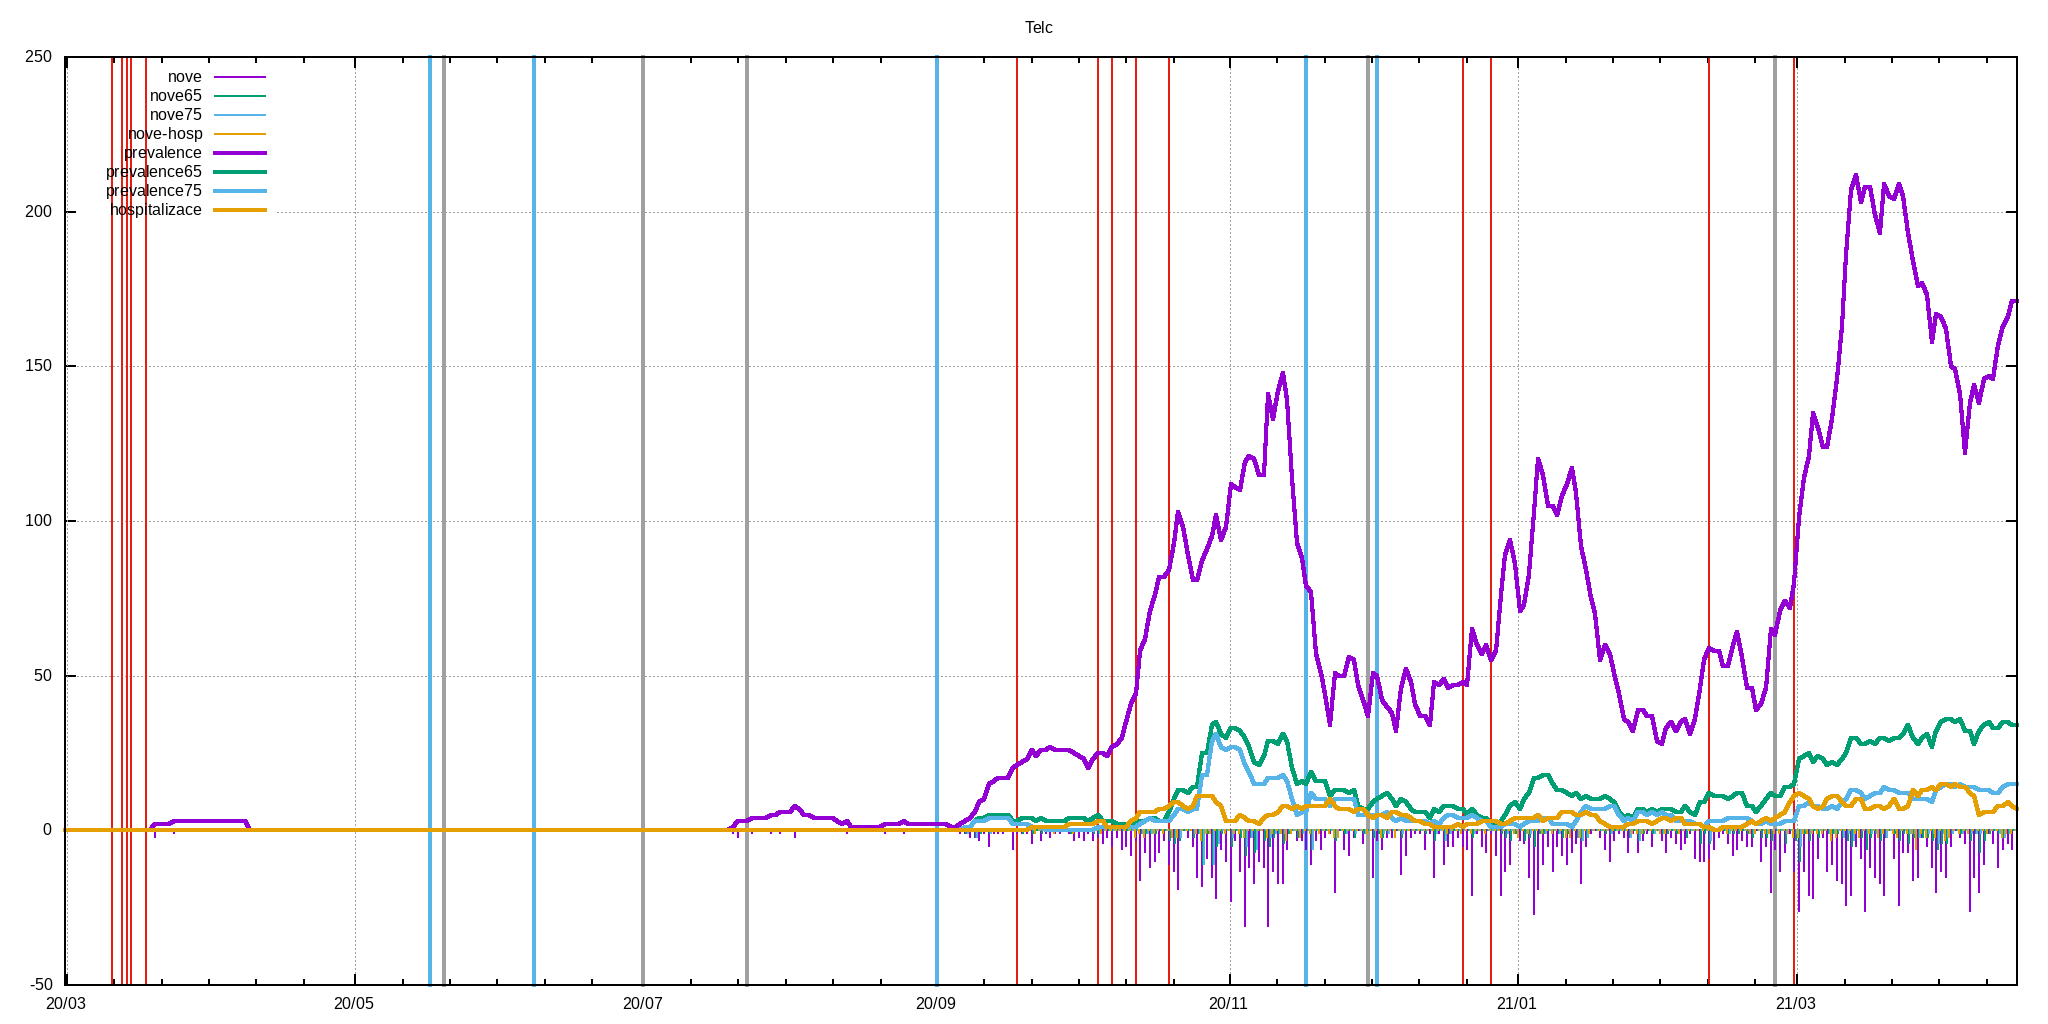 Telc
250
200
150
100
50
0
-50
nove
nove65
nove75
nove-hosp
prevalence
prevalence65
prevalence75
hospitalizace
20/03
20/05
20/07
20/09
20/11
21/01
21/03